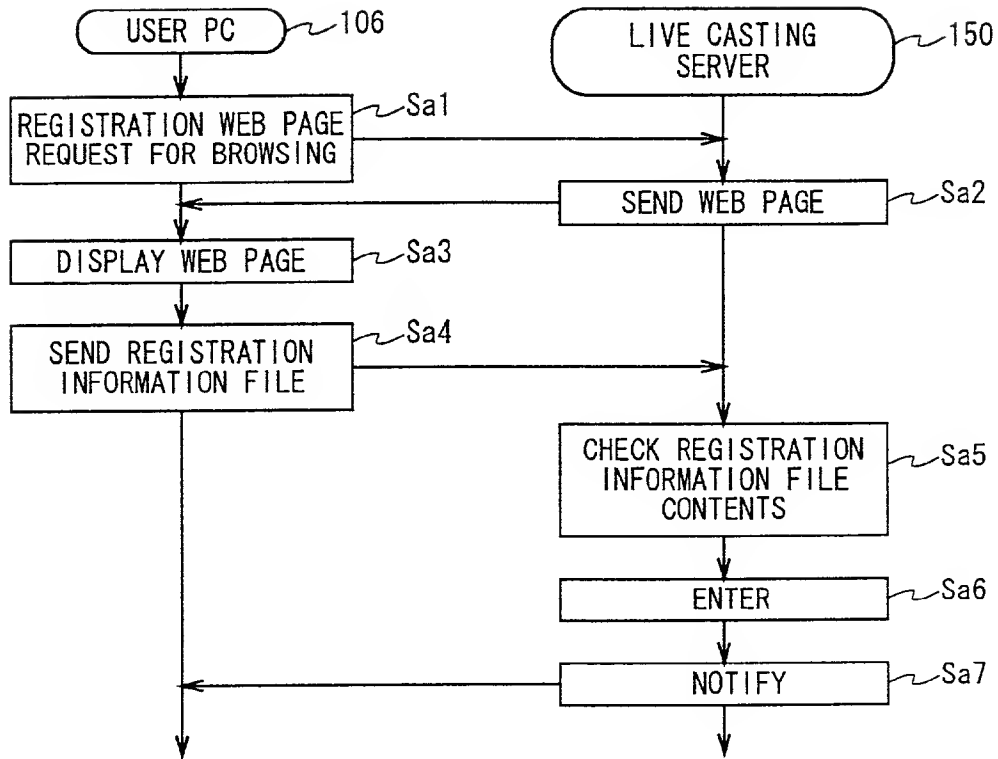 USER PC
106
LIVE CASTING
SERVER
150
REGISTRATION WEB PAGE
REQUEST FOR BROWSING
Sa1
SEND WEB PAGE
Sa2
DISPLAY WEB PAGE
Sa3
SEND REGISTRATION
INFORMATION FILE
Sa4
CHECK REGISTRATION
INFORMATION FILE
CONTENTS
Sa5
ENTER
Sa6
NOTIFY
Sa7